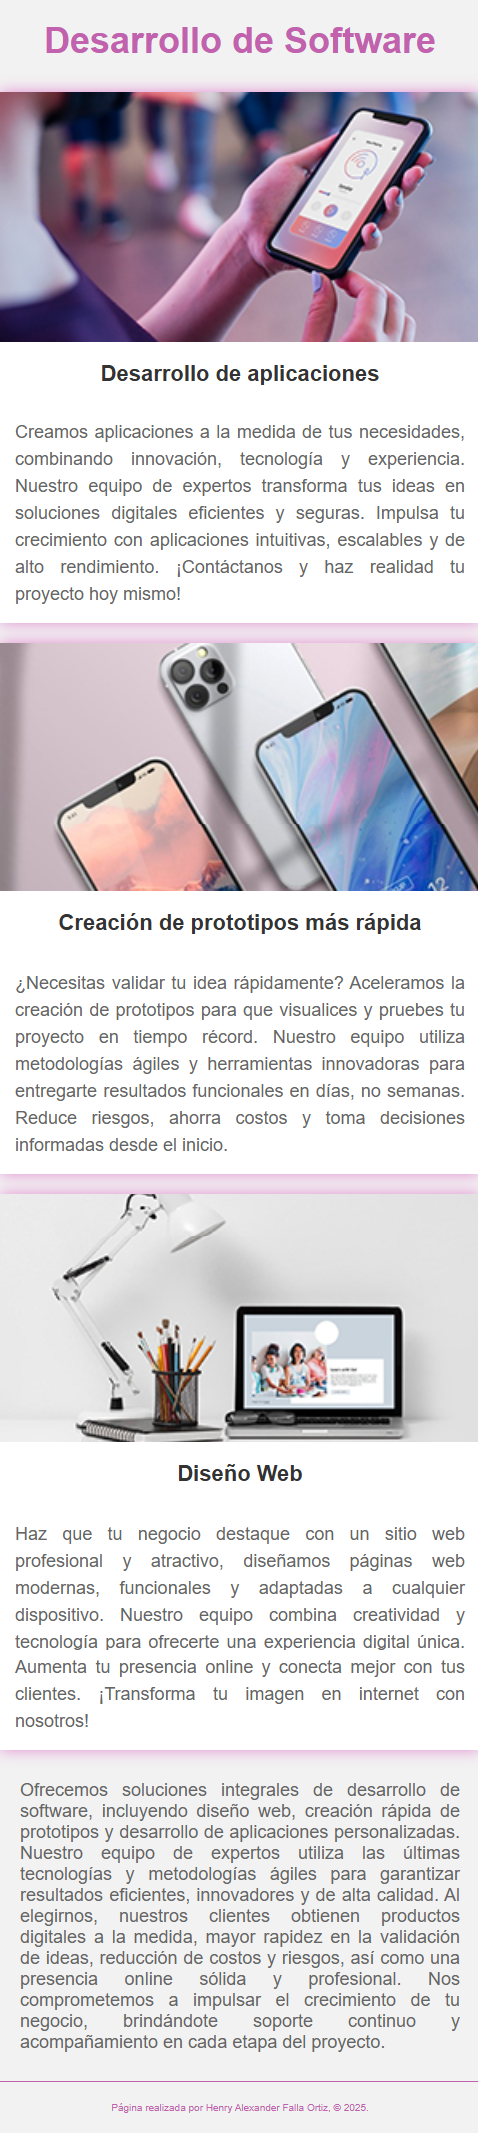 Desarrollo de Software
Desarrollo de aplicaciones
Creamos aplicaciones a la medida de tus necesidades,
combinando innovación, tecnología y experiencia.
Nuestro equipo de expertos transforma tus ideas en
soluciones digitales eficientes y seguras. Impulsa tu
crecimiento con aplicaciones intuitivas, escalables y de
alto rendimiento. ¡Contáctanos y haz realidad tu
proyecto hoy mismo!
Creación de prototipos más rápida
¿Necesitas validar tu idea rápidamente? Aceleramos la
creación de prototipos para que visualices y pruebes tu
proyecto en tiempo récord. Nuestro equipo utiliza
metodologías ágiles y herramientas innovadoras para
entregarte resultados funcionales en días, no semanas.
Reduce riesgos, ahorra costos y toma decisiones
informadas desde el inicio.
Diseño Web
Haz que tu negocio destaque con un sitio web
profesional y atractivo, diseñamos páginas web
modernas, funcionales y adaptadas a cualquier
dispositivo. Nuestro equipo combina creatividad y
tecnología para ofrecerte una experiencia digital única.
Aumenta tu presencia online y conecta mejor con tus
clientes. ¡Transforma tu imagen en internet con
nosotros!
Ofrecemos soluciones integrales de desarrollo de
software, incluyendo diseño web, creación rápida de
prototipos y desarrollo de aplicaciones personalizadas.
Nuestro equipo de expertos utiliza las últimas
tecnologías y metodologías ágiles para garantizar
resultados eficientes, innovadores y de alta calidad. Al
elegirnos, nuestros clientes obtienen productos
digitales a la medida, mayor rapidez en la validación
de ideas, reducción de costos y riesgos, así como una
presencia online sólida y profesional. Nos
comprometemos a impulsar el crecimiento de tu
negocio, brindándote soporte continuo y
acompañamiento en cada etapa del proyecto.
Página realizada por Henry Alexander Falla Ortiz, © 2025.